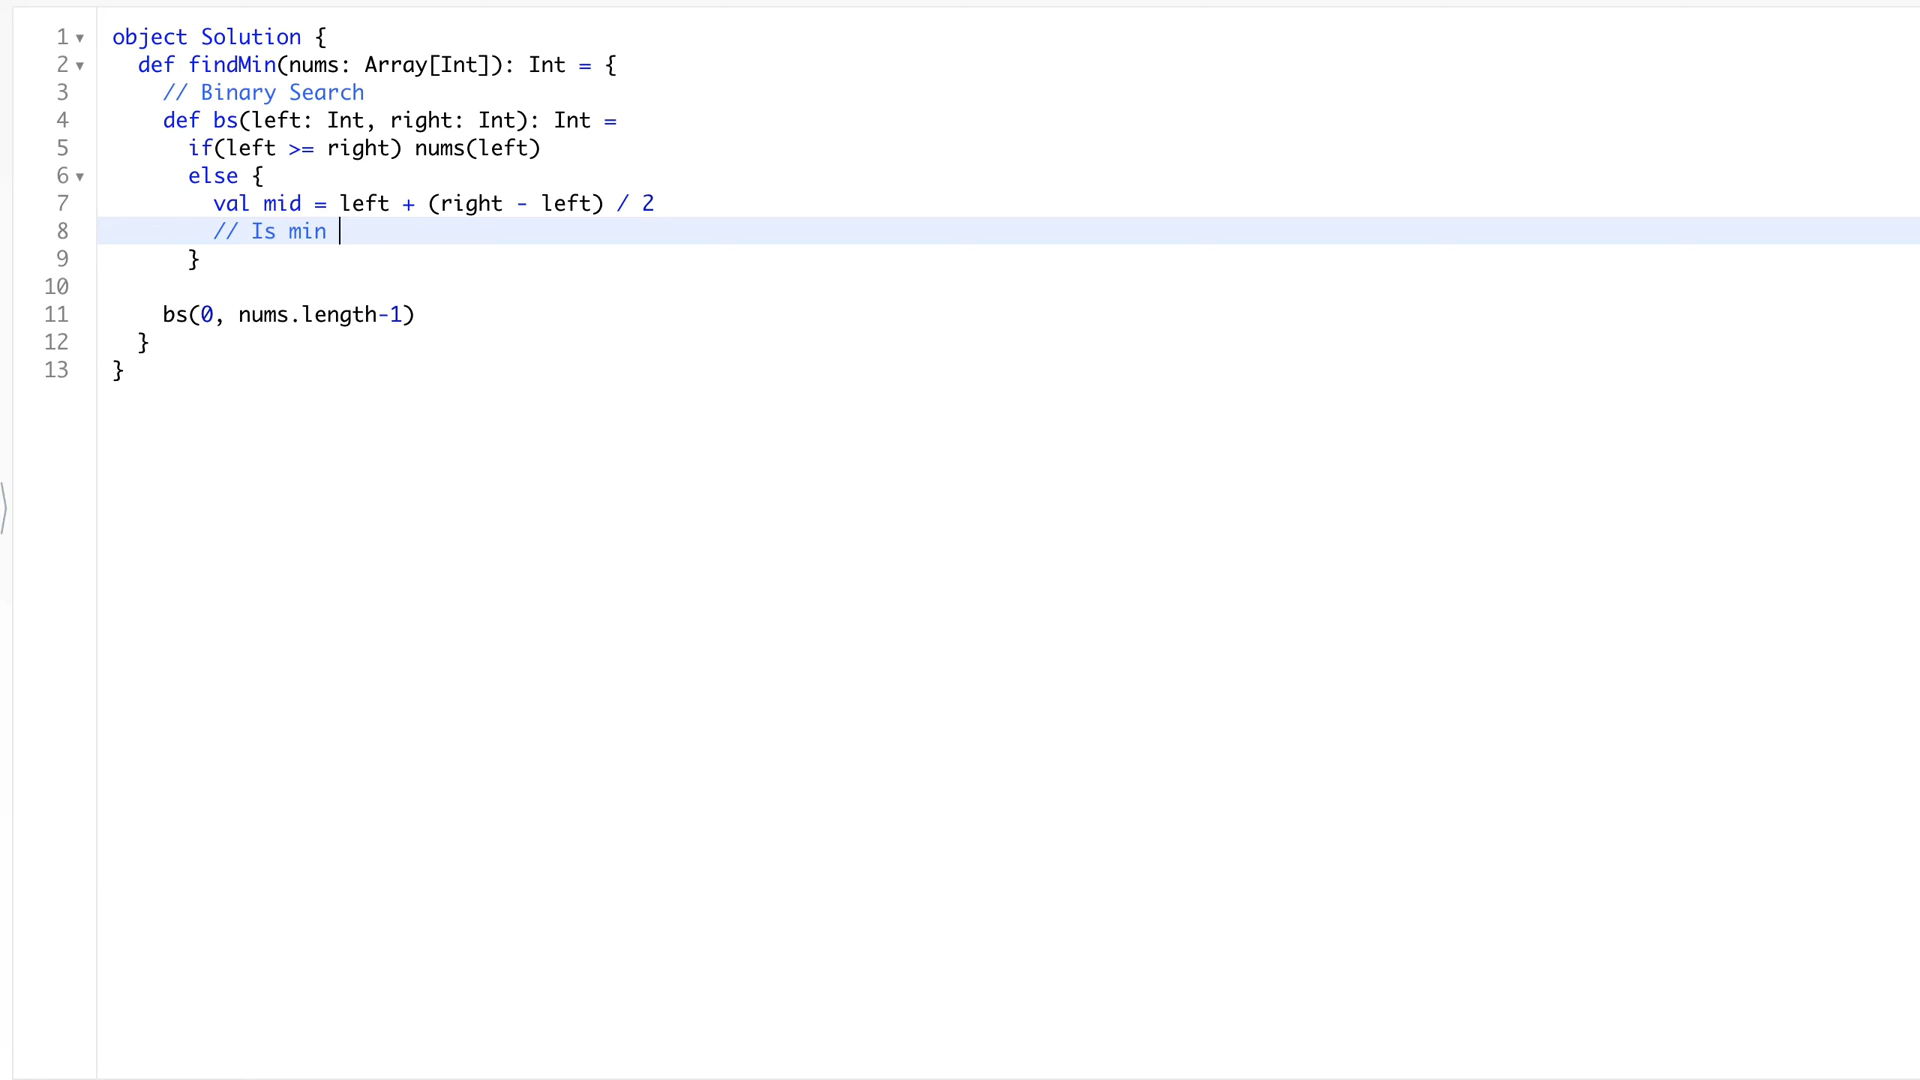 1 object Solution {
2 def findMin(nums: Array[Int]): Int = {
3 // Binary Search
4 def bs(left: Int, right: Int): Int =
5 if(left >= right) nums(left)
6 else {
7 val mid = left + (right - left) / 2
8 // Is min
9 }
10
11 bs(0, nums.length-1)
12 }
13 }